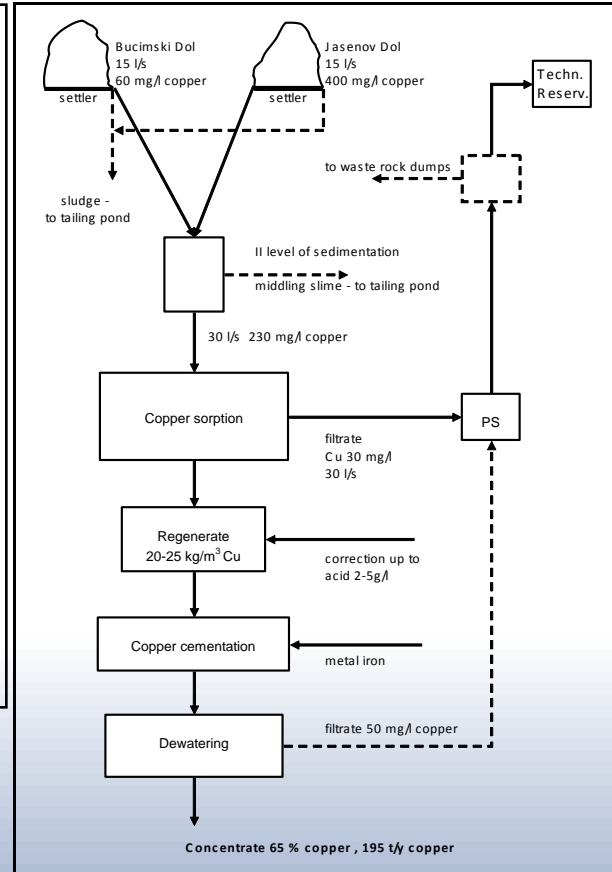 Bucimski Dol
15 l/s
60 mg/l copper
Jasenov Dol
15 l/s
400 mg/l copper
Techn.
Reserv.
settler
settler
to waste rock dumps
sludge -
to tailing pond
II level of sedimentation
middling slime - to tailing pond
30 l/s 230 mg/l copper
Copper sorption
PS
filtrate
Cu 30 mg/l
30 l/s
Regenerate
20-25 kg/m³ Cu
correction up to
acid 2-5g/l
Copper cementation
metal iron
Dewatering
filtrate 50 mg/l copper
Concentrate 65 % copper , 195 t/y copper